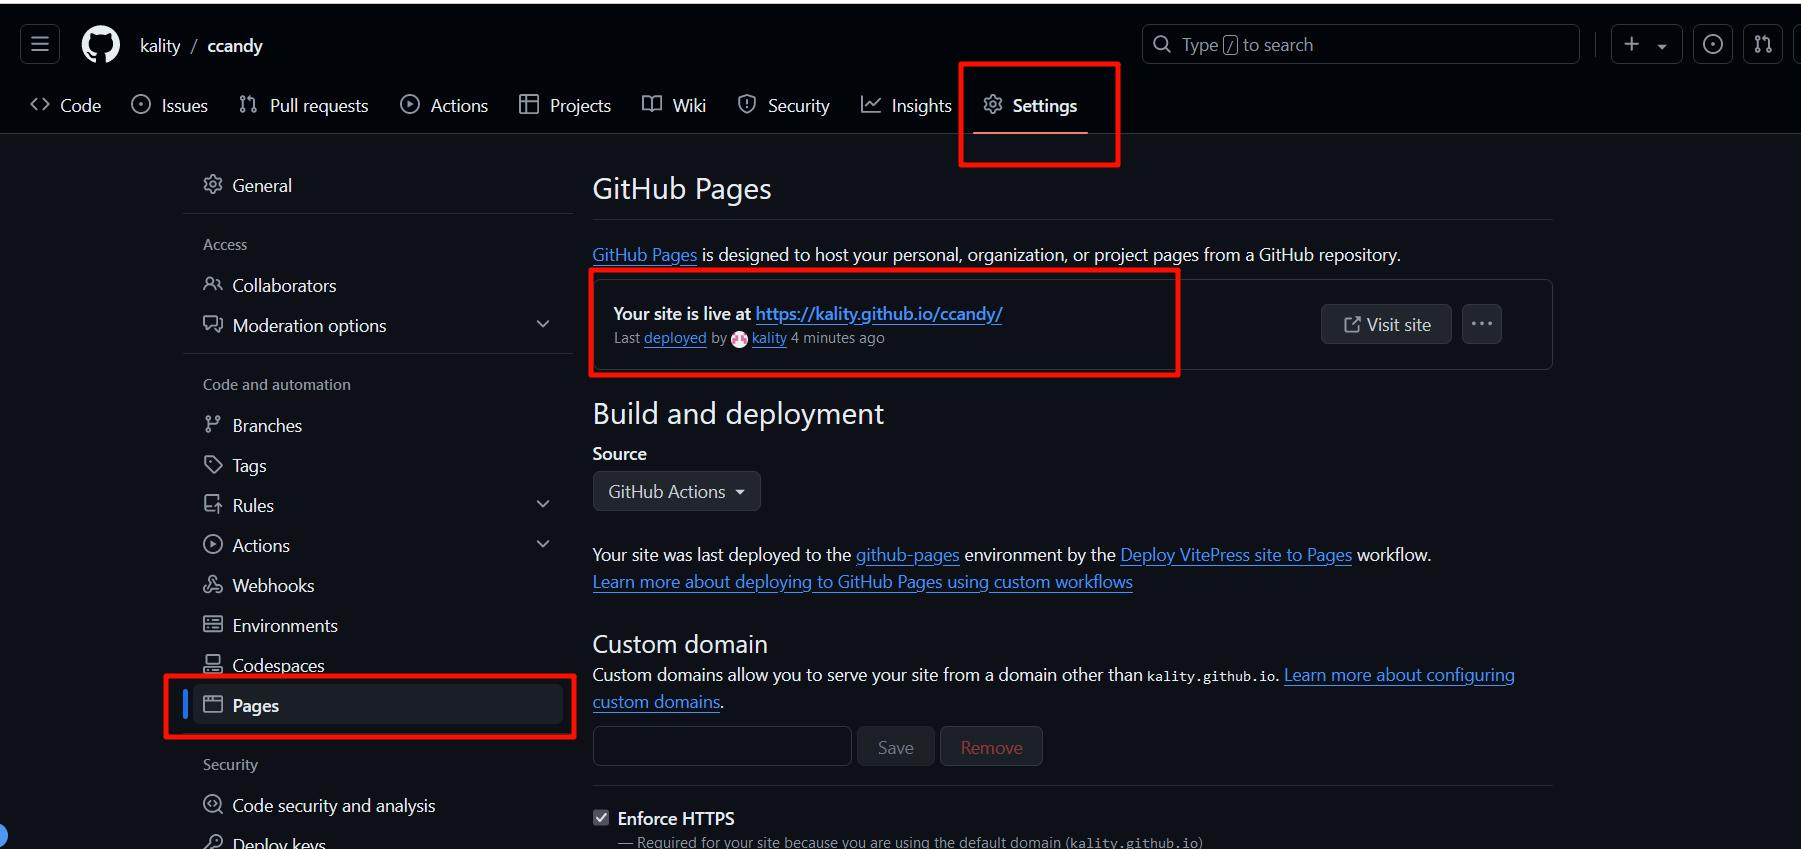 kality / ccandy
Type / to search
Code Issues Pull requests Actions Projects Wiki Security Insights Settings
General
Access
Collaborators
Moderation options
Code and automation
Branches
Tags
Rules
Actions
Webhooks
Environments
Codespaces
Pages
Security
Code security and analysis
Deploy keys
GitHub Pages
GitHub Pages is designed to host your personal, organization, or project pages from a GitHub repository.
Your site is live at https://kality.github.io/ccandy/
Last deployed by kality 4 minutes ago
Visit site
Build and deployment
Source
GitHub Actions
Your site was last deployed to the github-pages environment by the Deploy VitePress site to Pages workflow.
Learn more about deploying to GitHub Pages using custom workflows
Custom domain
Custom domains allow you to serve your site from a domain other than kality.github.io. Learn more about configuring
custom domains.
Save Remove
Enforce HTTPS
— Required for your site because you are using the default domain (kality.github.io)